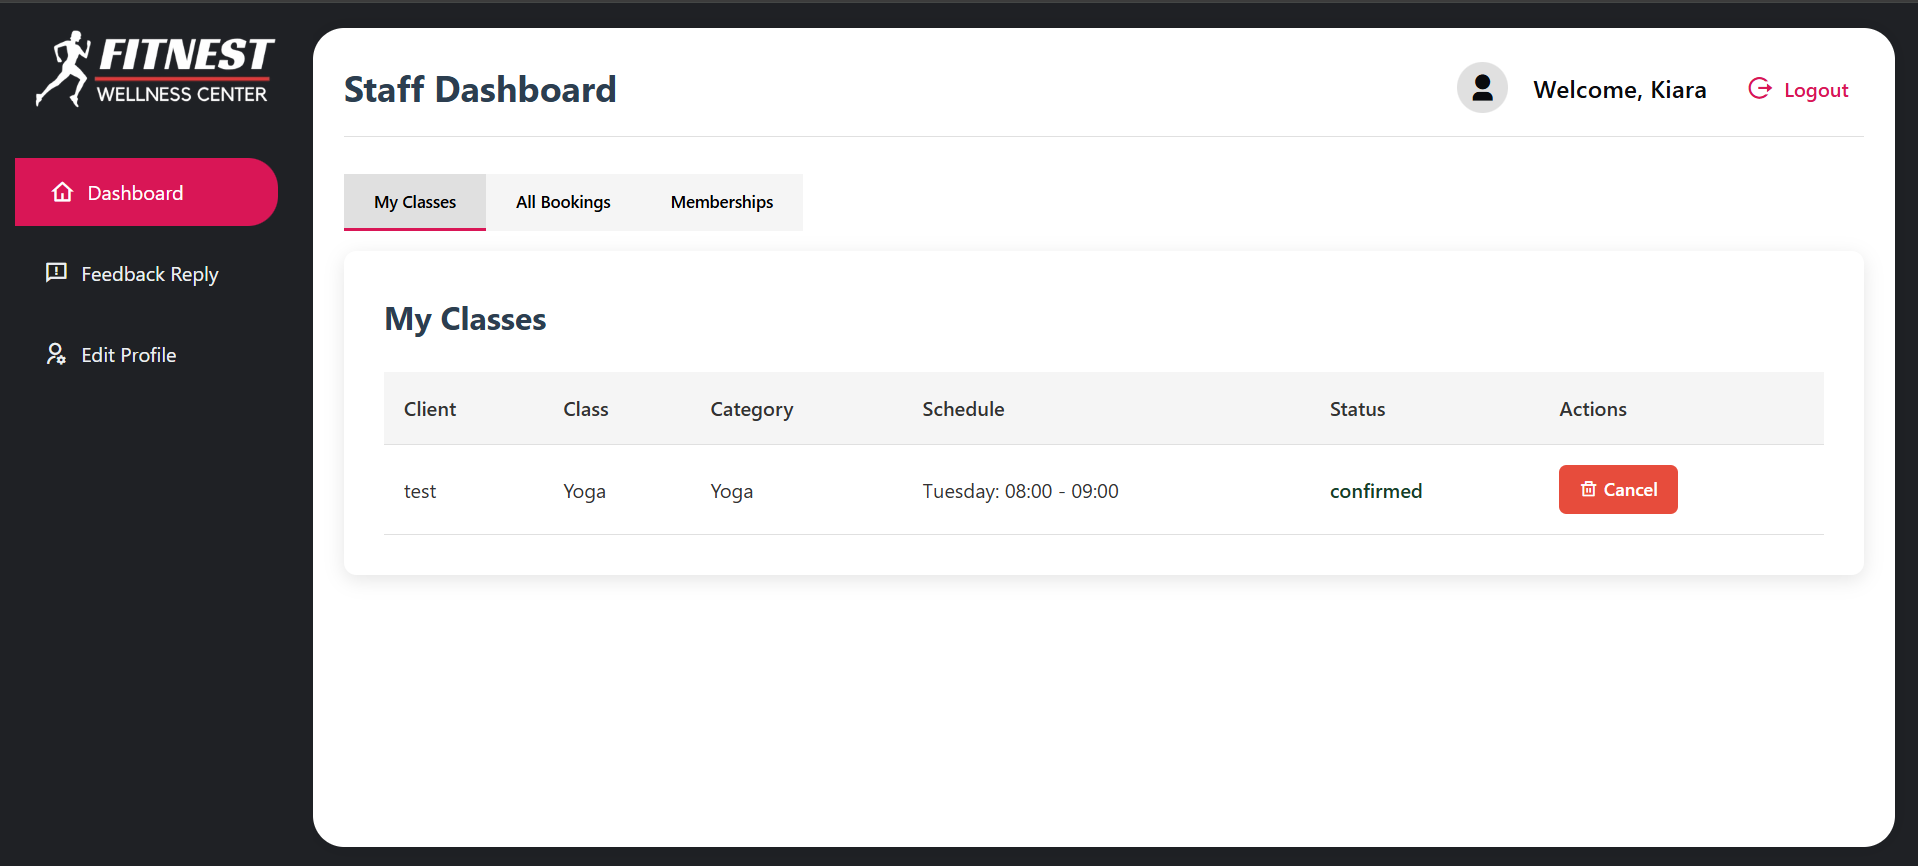 FITNEST
WELLNESS CENTER
Dashboard
Feedback Reply
Edit Profile
Staff Dashboard
Welcome, Kiara
Logout
My Classes All Bookings Memberships
My Classes
Client Class Category Schedule Status Actions
test Yoga Yoga Tuesday: 08:00 - 09:00 confirmed Cancel